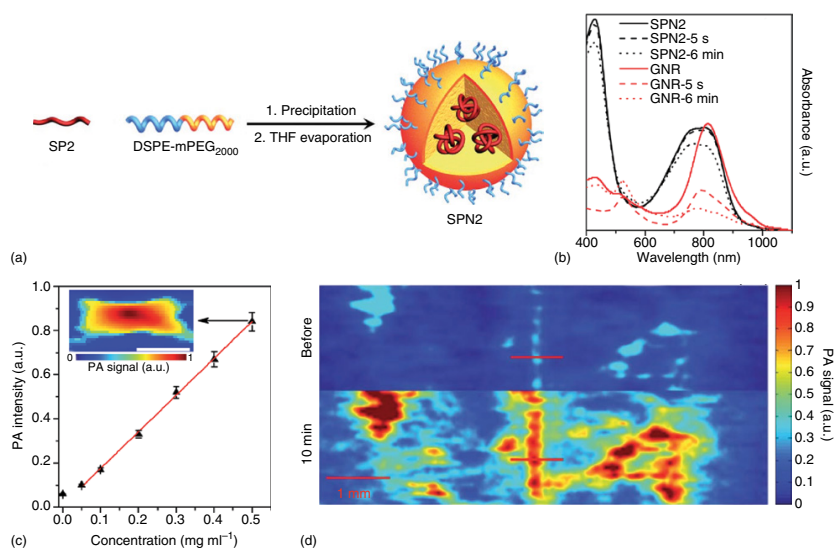 SP2
DSPE-mPEG2000
1. Precipitation
2. THF evaporation
SPN2
(a)
SPN2
SPN2-5 s
SPN2-6 min
GNR
GNR-5 s
GNR-6 min
Absorbance (a.u.)
400 600 800 1000
Wavelength (nm)
(b)
PA intensity (a.u.)
1.0
0.8
0.6
0.4
0.2
0.0
0 1
PA signal (a.u.)
0.0 0.1 0.2 0.3 0.4 0.5
Concentration (mg ml⁻¹)
(c)
Before
10 min
1 mm
1
0.9
0.8
0.7
0.6
0.5
0.4
0.3
0.2
0.1
0
PA signal (a.u.)
(d)